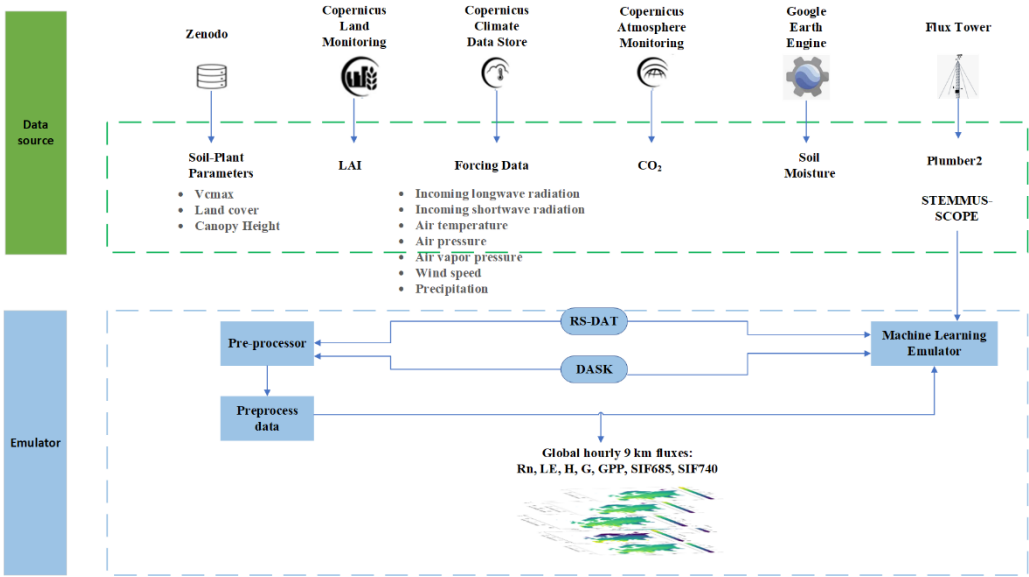 Zenodo
Copernicus
Land
Monitoring
Copernicus
Climate
Data Store
Copernicus
Atmosphere
Monitoring
Google
Earth
Engine
Flux Tower
Data
source
Soil-Plant
Parameters
• Vcmax
• Land cover
• Canopy Height
LAI
Forcing Data
• Incoming longwave radiation
• Incoming shortwave radiation
• Air temperature
• Air pressure
• Air vapor pressure
• Wind speed
• Precipitation
CO₂
Soil
Moisture
Plumber2
STEMMUS-
SCOPE
Emulator
Pre-processor
RS-DAT
DASK
Machine Learning
Emulator
Preprocess
data
Global hourly 9 km fluxes:
Rn, LE, H, G, GPP, SIF685, SIF740